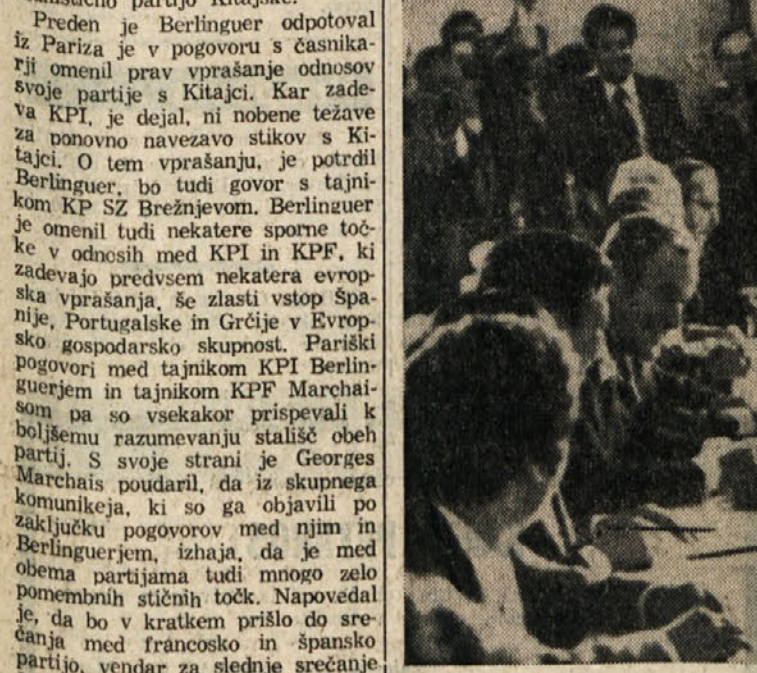 partijo Kitajske.
Preden je Berlinguer odpotoval
iz Pariza je v pogovoru s časnika-
rji omenil prav vprašanje odnosov
svoje partije s Kitajci. Kar zade-
va KPI, je dejal, ni nobene težave
za ponovno navezavo stikov s Ki-
tajci. O tem vprašanju, je potrdil
Berlinguer, bo tudi govor s tajni-
kom KP SZ Brežnjevom. Berlinguer
je omenil tudi nekatere sporne toč-
ke v odnosih med KPI in KPF, ki
zadevajo predvsem nekatera evrop-
ska vprašanja, še zlasti vstop Špa-
nije, Portugalske in Grčije v Evrop-
sko gospodarsko skupnost. Pariški
pogovori med tajnikom KPI Berlin-
guerjem in tajnikom KPF Marchai-
som pa so vsekakor prispevali k
boljšemu razumevanju stališč obeh
partij. S svoje strani je Georges
Marchais poudaril, da iz skupnega
komunikeja, ki so ga objavili po
zaključku pogovorov med njim in
Berlinguerjem, izhaja, da je med
obema partijama tudi mnogo zelo
pomembnih stičnih točk. Napovedal
je, da bo v kratkem prišlo do sre-
čanja med francosko in špansko
partijo, vendar za slednje srečanje